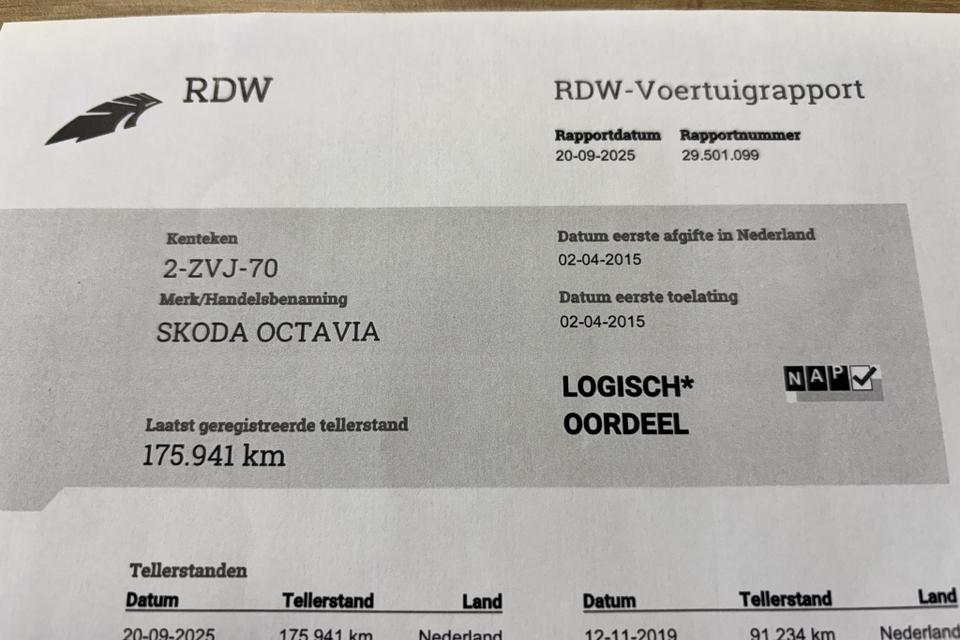 RDW
RDW-Voertuigrapport
Rapportdatum Rapportnummer
20-09-2025 29.501.099
Kenteken
2-ZVJ-70
Merk/Handelsbenaming
SKODA OCTAVIA
Laatst geregistreerde tellerstand
175.941 km
Datum eerste afgifte in Nederland
02-04-2015
Datum eerste toelating
02-04-2015
LOGISCH*
OORDEEL
NAP
Tellerstanden
Datum Tellerstand Land Datum Tellerstand Land
20-09-2025 175.941 km Nederland 12-11-2019 91.234 km Nederland